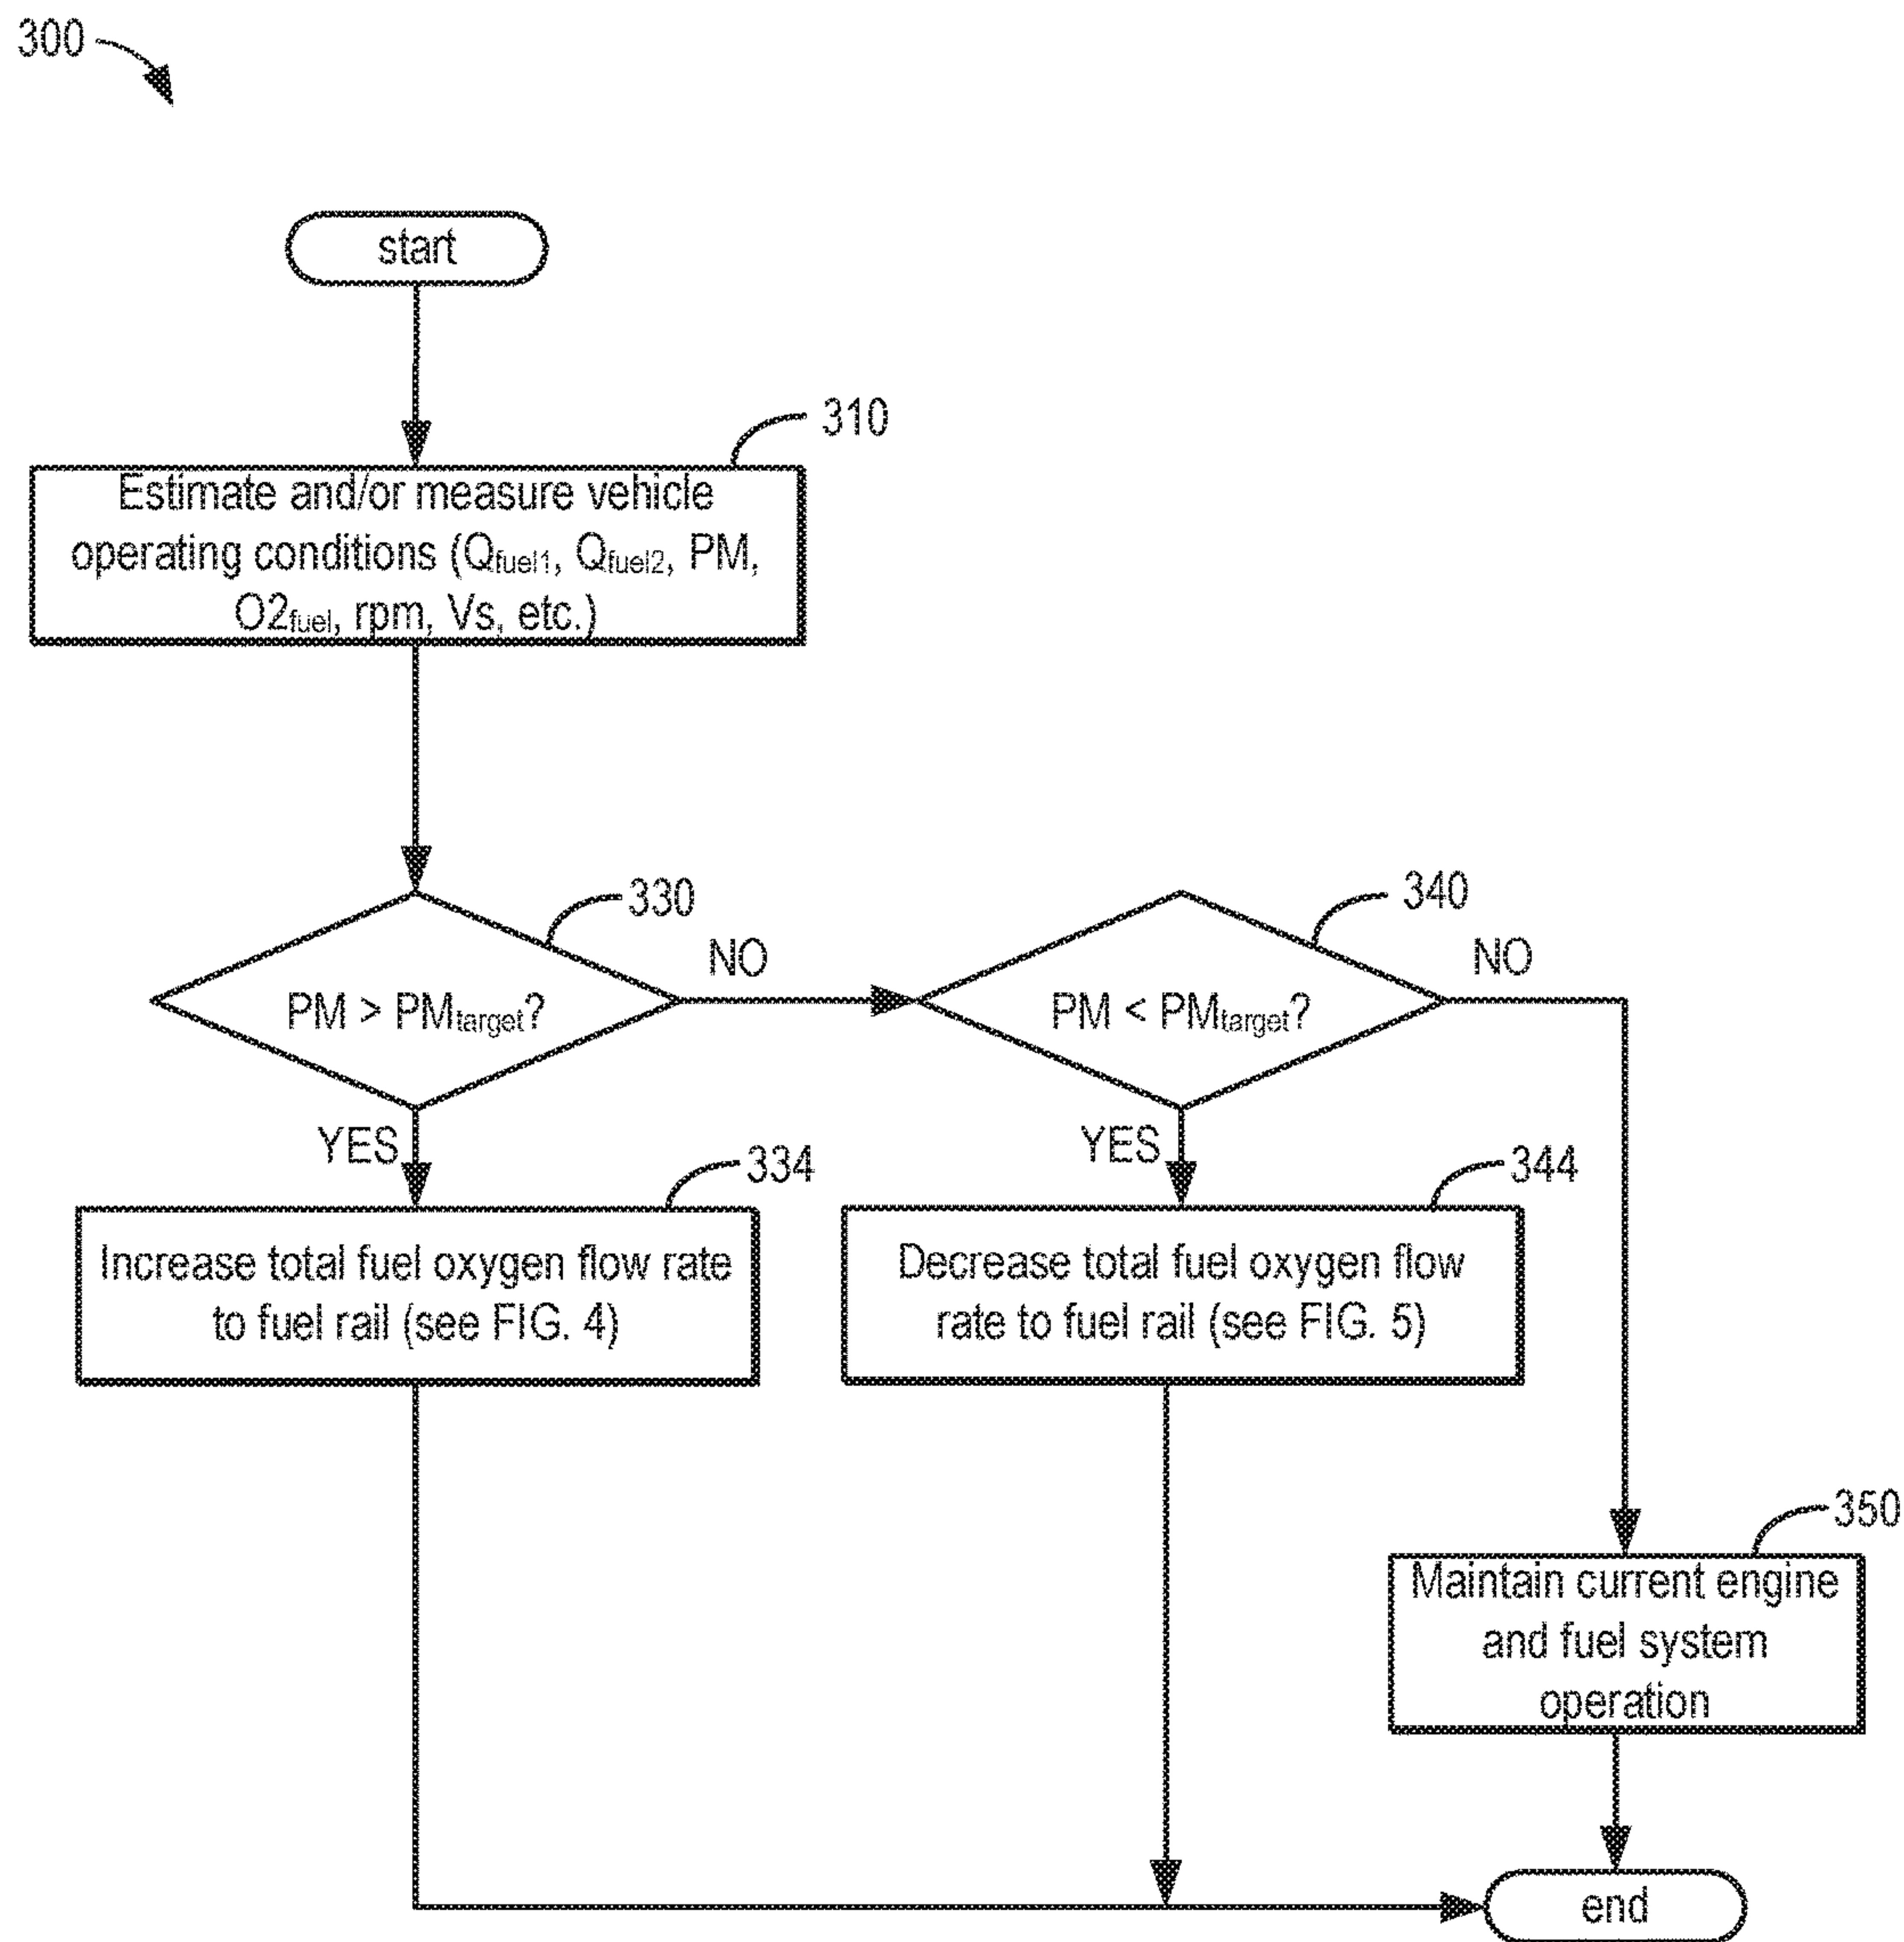 300
start
310
Estimate and/or measure vehicle
operating conditions (Qfuel1, Qfuel2, PM,
O2fuel, rpm, Vs, etc.)
330
340
NO
NO
PM > PMtarget?
PM < PMtarget?
YES
YES
334
344
Increase total fuel oxygen flow rate
to fuel rail (see FIG. 4)
Decrease total fuel oxygen flow
rate to fuel rail (see FIG. 5)
350
Maintain current engine
and fuel system
operation
end